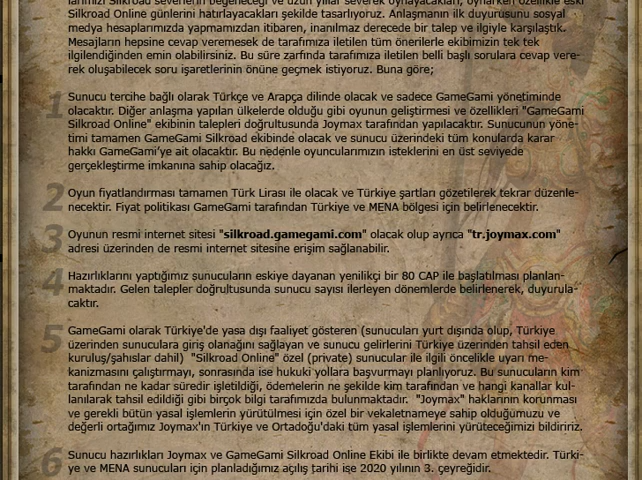 larımızı Silkroad severlerin beğeneceği ve uzun yıllar severek oynayacakları, oynarken özellikle eski
Silkroad Online günlerini hatırlayacakları şekilde tasarlıyoruz. Anlaşmanın ilk duyurusunu sosyal
medya hesaplarımızda yapmamızdan itibaren, inanılmaz derecede bir talep ve ilgiyle karşılaştık.
Mesajların hepsine cevap veremesek de tarafımıza iletilen tüm önerilerle ekibimizin tek tek
ilgilendiğinden emin olabilirsiniz. Bu süre zarfında tarafımıza iletilen belli başlı sorulara cevap vere-
rek oluşabilecek soru işaretlerinin önüne geçmek istiyoruz. Buna göre;
1 Sunucu tercihe bağlı olarak Türkçe ve Arapça dilinde olacak ve sadece GameGami yönetiminde
olacaktır. Diğer anlaşma yapılan ülkelerde olduğu gibi oyunun geliştirmesi ve özellikleri "GameGami
Silkroad Online" ekibinin talepleri doğrultusunda Joymax tarafından yapılacaktır. Sunucunun yöne-
timi tamamen GameGami Silkroad ekibinde olacak ve sunucu üzerindeki tüm konularda karar
hakkı GameGami'ye ait olacaktır. Bu nedenle oyuncularımızın isteklerini en üst seviyede
gerçekleştirme imkanına sahip olacağız.
2 Oyun fiyatlandırması tamamen Türk Lirası ile olacak ve Türkiye şartları gözetilerek tekrar düzenle-
necektir. Fiyat politikası GameGami tarafından Türkiye ve MENA bölgesi için belirlenecektir.
3 Oyunun resmi internet sitesi "silkroad.gamegami.com" olacak olup ayrıca "tr.joymax.com"
adresi üzerinden de resmi internet sitesine erişim sağlanabilir.
4 Hazırlıklarını yaptığımız sunucuların eskiye dayanan yenilikçi bir 80 CAP ile başlatılması planlan-
maktadır. Gelen talepler doğrultusunda sunucu sayısı ilerleyen dönemlerde belirlenerek, duyurula-
caktır.
5 GameGami olarak Türkiye'de yasa dışı faaliyet gösteren (sunucuları yurt dışında olup, Türkiye
üzerinden sunuculara giriş olanağını sağlayan ve sunucu gelirlerini Türkiye üzerinden tahsil eden
kuruluş/şahıslar dahil) "Silkroad Online" özel (private) sunucular ile ilgili öncelikle uyarı me-
kanizmasını çalıştırmayı, sonrasında ise hukuki yollara başvurmayı planlıyoruz. Bu sunucuların kim
tarafından ne kadar süredir işletildiği, ödemelerin ne şekilde kim tarafından ve hangi kanallar kul-
lanılarak tahsil edildiği gibi birçok bilgi tarafımızda bulunmaktadır. "Joymax" haklarının korunması
ve gerekli bütün yasal işlemlerin yürütülmesi için özel bir vekaletnameye sahip olduğumuzu ve
değerli ortağımız Joymax'ın Türkiye ve Ortadoğu'daki tüm yasal işlemlerini yürüteceğimizi bildiririz.
6 Sunucu hazırlıkları Joymax ve GameGami Silkroad Online Ekibi ile birlikte devam etmektedir. Türki-
ye ve MENA sunucuları için planladığımız açılış tarihi ise 2020 yılının 3. çeyreğidir.